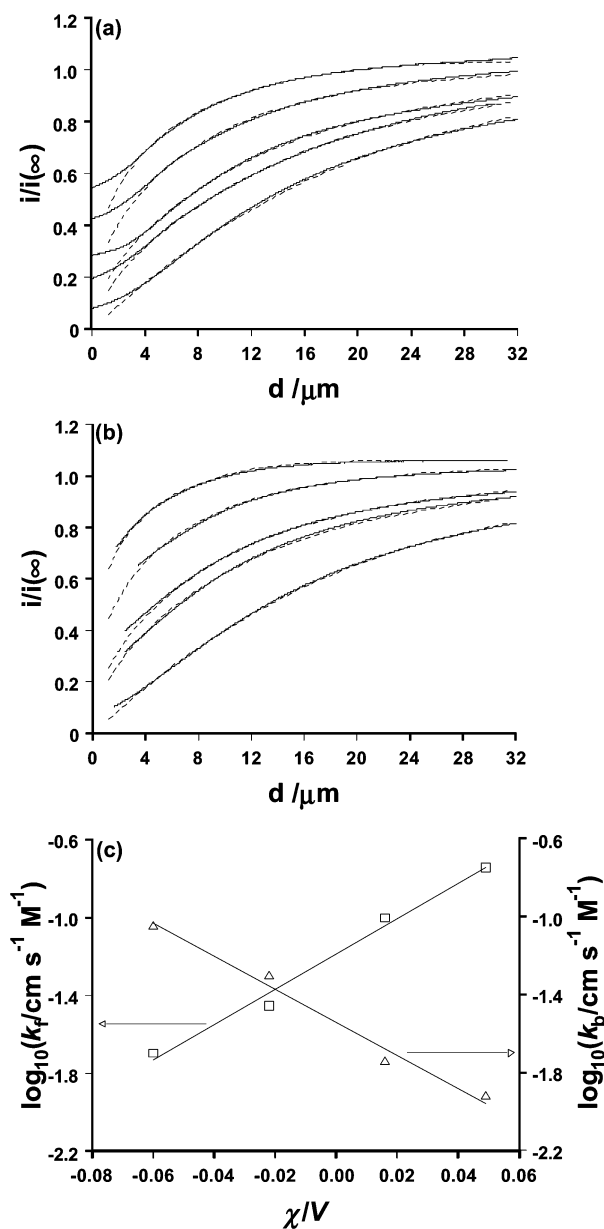 (a)
1.2
1.0
0.8
0.6
0.4
0.2
0
i/i(∞)
0 4 8 12 16 20 24 28 32
d /μm
(b)
1.2
1.0
0.8
0.6
0.4
0.2
0
i/i(∞)
0 4 8 12 16 20 24 28 32
d /μm
(c)
-0.6
-1.0
-1.4
-1.8
-2.2
log₁₀(k_f/cm s⁻¹ M⁻¹)
-0.6
-1.0
-1.4
-1.8
-2.2
log₁₀(k_b/cm s⁻¹ M⁻¹)
-0.08 -0.06 -0.04 -0.02 0.00 0.02 0.04 0.06
χ/V